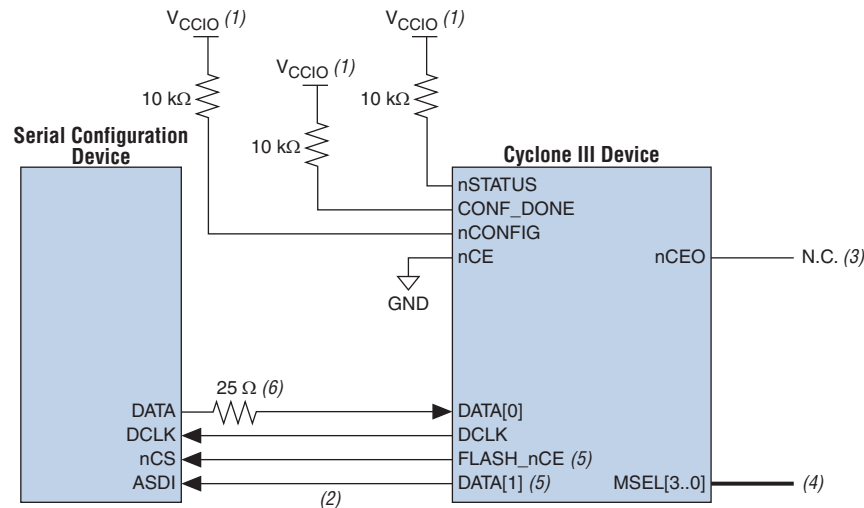 VCCIO (1)
VCCIO (1)
VCCIO (1)
10 kΩ
10 kΩ
10 kΩ
Serial Configuration
Device
Cyclone III Device
nSTATUS
CONF_DONE
nCONFIG
nCE
nCEO
N.C. (3)
GND
25 Ω (6)
DATA
DATA[0]
DCLK
DCLK
nCS
FLASH_nCE (5)
ASDI
(2)
DATA[1] (5)
MSEL[3..0]
(4)